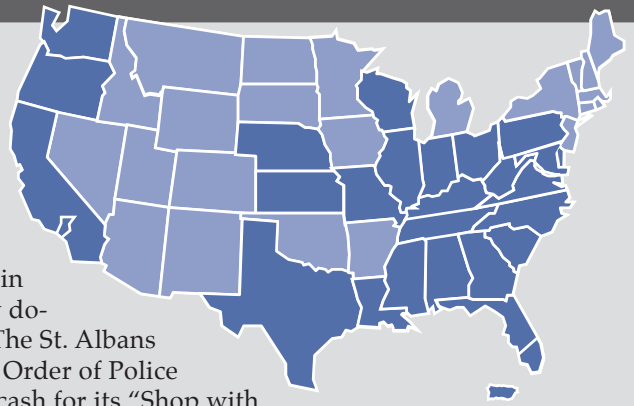 in
do-
The St. Albans
Order of Police
cash for its “Shop with